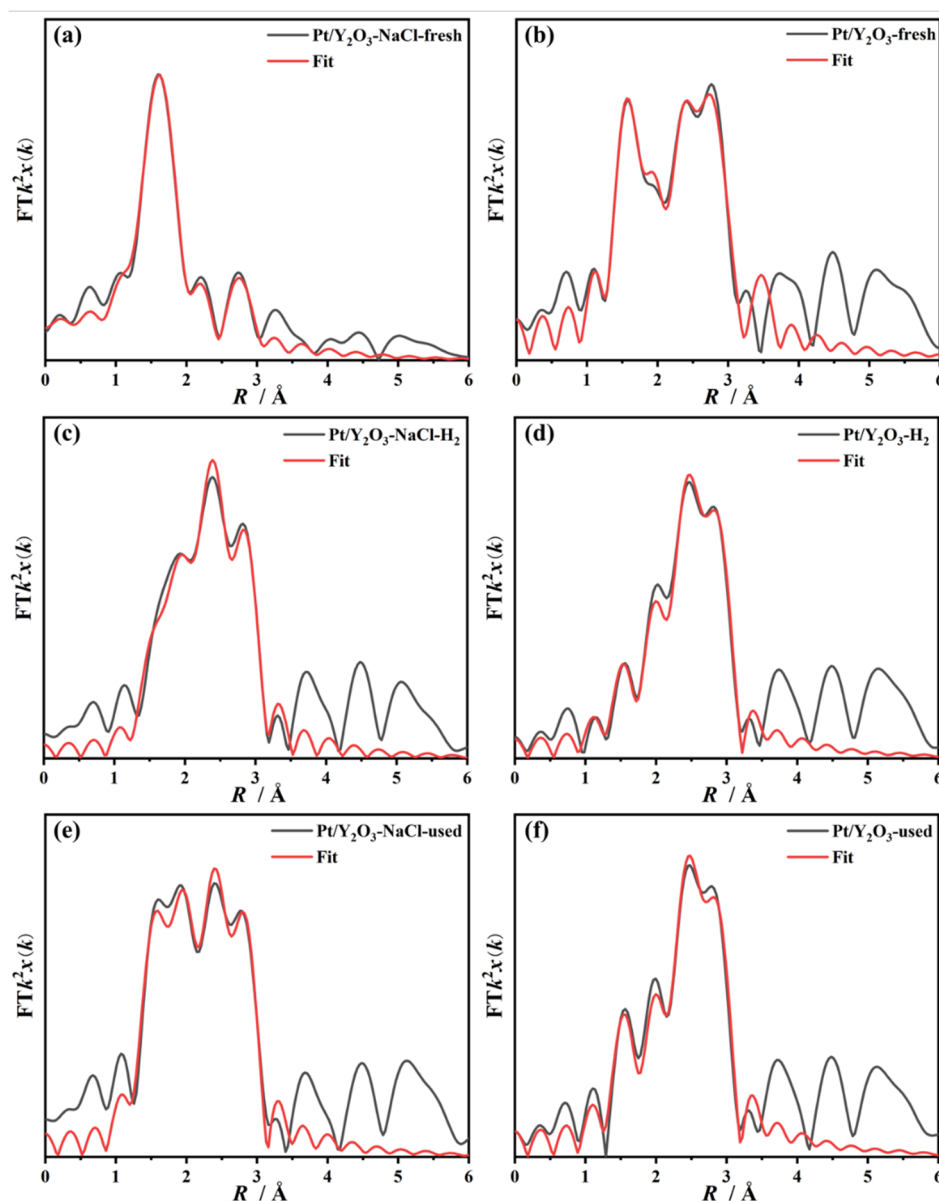 (a)
Pt/Y₂O₃-NaCl-fresh
Fit
FTk²x(k)
0 1 2 3 4 5 6
R / Å
(b)
Pt/Y₂O₃-fresh
Fit
FTk²x(k)
0 1 2 3 4 5 6
R / Å
(c)
Pt/Y₂O₃-NaCl-H₂
Fit
FTk²x(k)
0 1 2 3 4 5 6
R / Å
(d)
Pt/Y₂O₃-H₂
Fit
FTk²x(k)
0 1 2 3 4 5 6
R / Å
(e)
Pt/Y₂O₃-NaCl-used
Fit
FTk²x(k)
0 1 2 3 4 5 6
R / Å
(f)
Pt/Y₂O₃-used
Fit
FTk²x(k)
0 1 2 3 4 5 6
R / Å